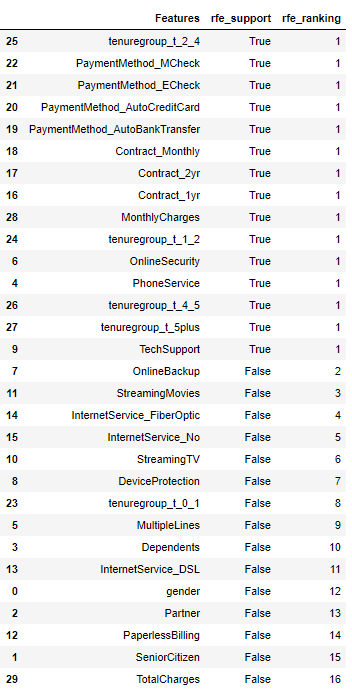 Features rfe_support rfe_ranking
25 tenuregroup_t_2_4 True 1
22 PaymentMethod_MCheck True 1
21 PaymentMethod_ECheck True 1
20 PaymentMethod_AutoCreditCard True 1
19 PaymentMethod_AutoBankTransfer True 1
18 Contract_Monthly True 1
17 Contract_2yr True 1
16 Contract_1yr True 1
28 MonthlyCharges True 1
24 tenuregroup_t_1_2 True 1
6 OnlineSecurity True 1
4 PhoneService True 1
26 tenuregroup_t_4_5 True 1
27 tenuregroup_t_5plus True 1
9 TechSupport True 1
7 OnlineBackup False 2
11 StreamingMovies False 3
14 InternetService_FiberOptic False 4
15 InternetService_No False 5
10 StreamingTV False 6
8 DeviceProtection False 7
23 tenuregroup_t_0_1 False 8
5 MultipleLines False 9
3 Dependents False 10
13 InternetService_DSL False 11
0 gender False 12
2 Partner False 13
12 PaperlessBilling False 14
1 SeniorCitizen False 15
29 TotalCharges False 16